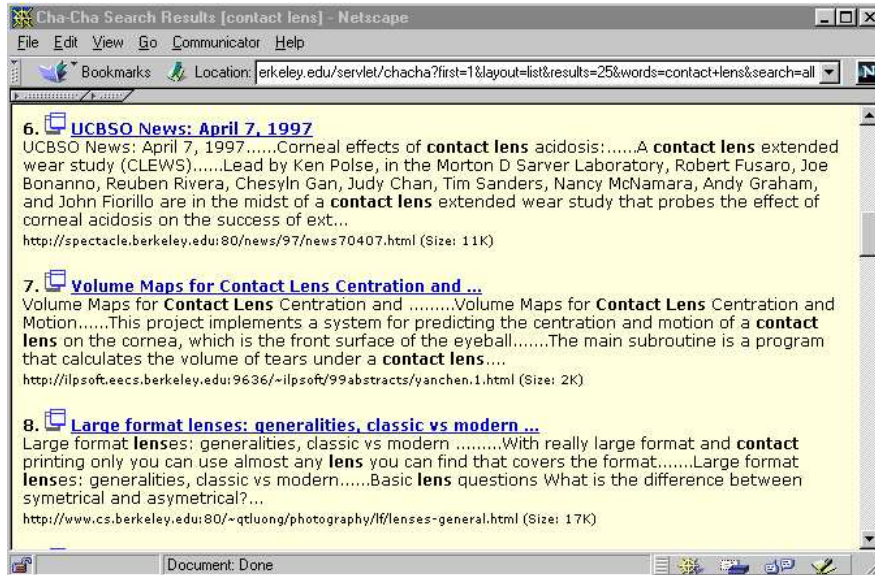 Cha-Cha Search Results [contact lens] - Netscape
File Edit View Go Communicator Help
Bookmarks Location: erkeley.edu/servlet/chacha?first=1&layout=list&results=25&words=contact+lens&search=all
N
6. UCBSO News: April 7, 1997
UCBSO News: April 7, 1997......Corneal effects of contact lens acidosis:......A contact lens extended
wear study (CLEWS)......Lead by Ken Polse, in the Morton D Sarver Laboratory, Robert Fusaro, Joe
Bonanno, Reuben Rivera, Chesyln Gan, Judy Chan, Tim Sanders, Nancy McNamara, Andy Graham,
and John Fiorillo are in the midst of a contact lens extended wear study that probes the effect of
corneal acidosis on the success of ext...
http://spectacle.berkeley.edu:80/news/97/news70407.html (Size: 11K)
7. Volume Maps for Contact Lens Centration and ...
Volume Maps for Contact Lens Centration and .........Volume Maps for Contact Lens Centration and
Motion......This project implements a system for predicting the centration and motion of a contact
lens on the cornea, which is the front surface of the eyeball.......The main subroutine is a program
that calculates the volume of tears under a contact lens....
http://ilpsoft.eecs.berkeley.edu:9636/~ilpsoft/99abstracts/yanchen.1.html (Size: 2K)
8. Large format lenses: generalities, classic vs modern ...
Large format lenses: generalities, classic vs modern .........With really large format and contact
printing only you can use almost any lens you can find that covers the format.......Large format
lenses: generalities, classic vs modern......Basic lens questions What is the difference between
symetrical and asymetrical?...
http://www.cs.berkeley.edu:80/~qtluong/photography/lf/lenses-general.html (Size: 17K)
Document: Done